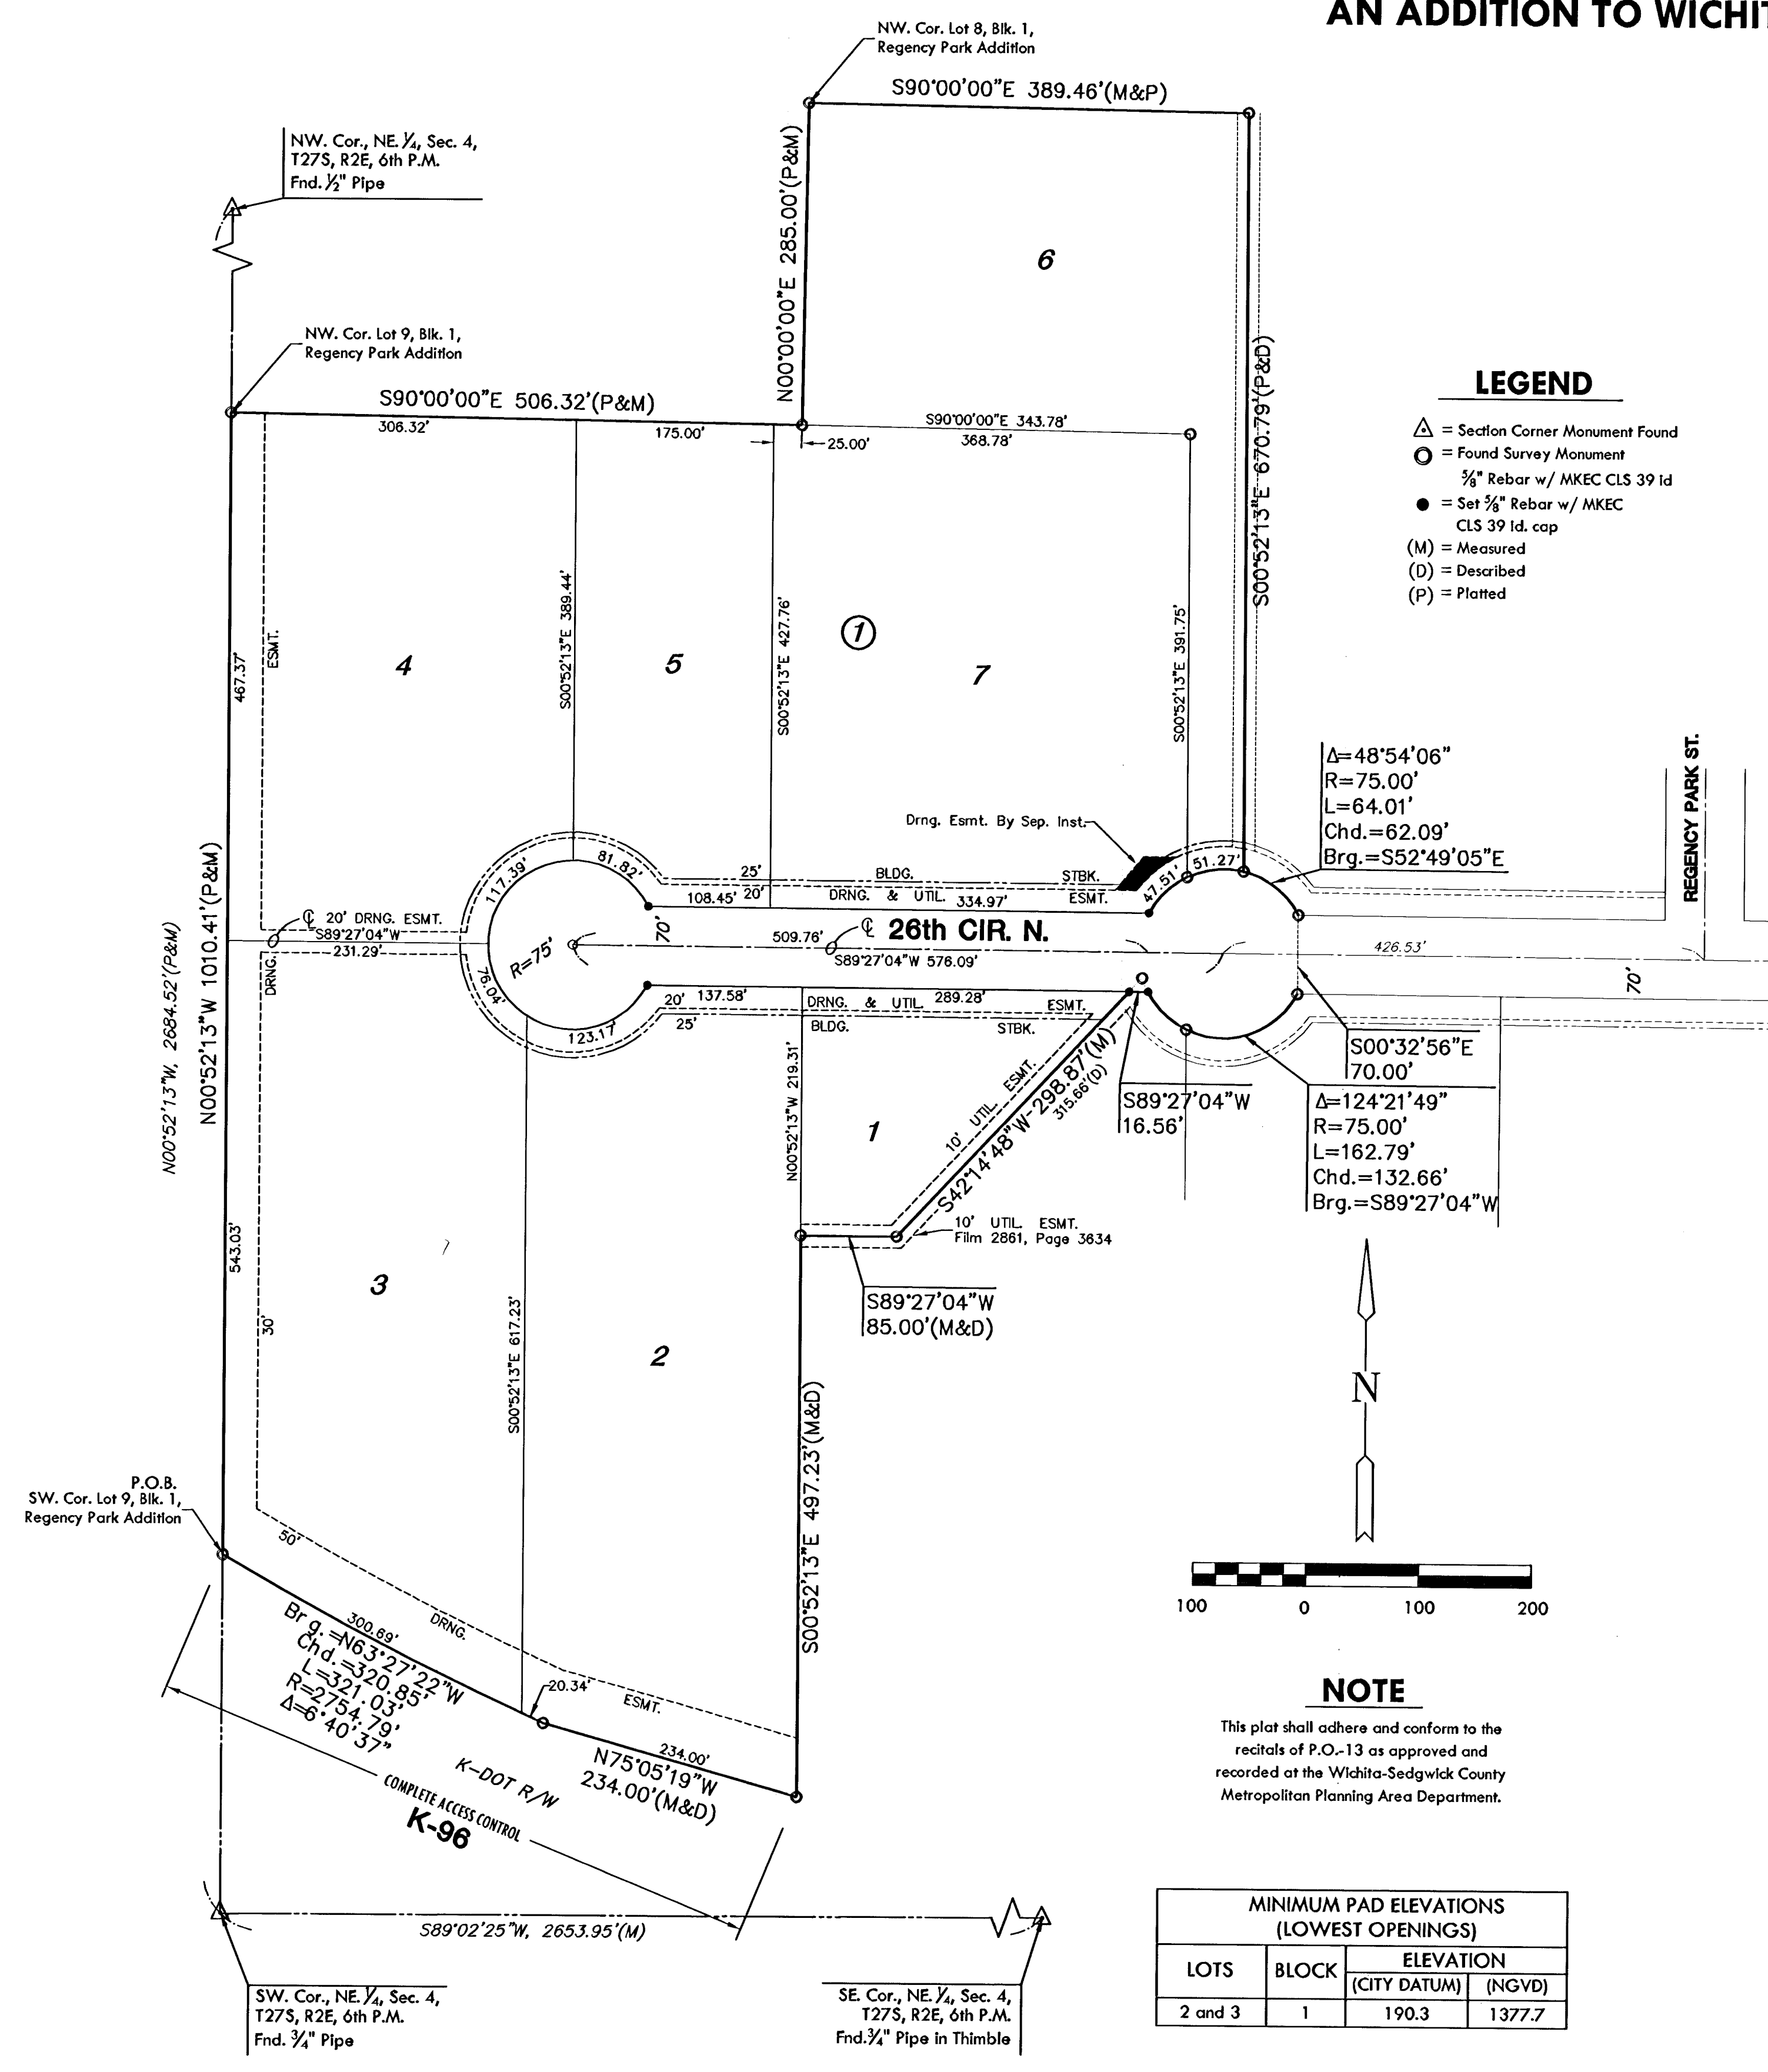 AN ADDITION TO WICHIT
NW. Cor. Lot 8, Blk. 1,
Regency Park Addition
S90°00'00"E 389.46'(M&P)
NW. Cor., NE. 1/4, Sec. 4,
T27S, R2E, 6th P.M.
Fnd. 1/2" Pipe
N00°00'00"E 285.00'(P&M)
6
NW. Cor. Lot 9, Blk. 1,
Regency Park Addition
S90°00'00"E 506.32'(P&M)
306.32'
175.00'
25.00'
S90°00'00"E 343.78'
368.78'
S00°52'13"E 670.79'(P&D)
LEGEND
= Section Corner Monument Found
= Found Survey Monument
5/8" Rebar w/ MKEC CLS 39 id
= Set 5/8" Rebar w/ MKEC
CLS 39 id. cap
(M) = Measured
(D) = Described
(P) = Platted
467.37'
ESMT.
4
S00°52'13"E 389.44'
5
S00°52'13"E 427.76'
1
7
S00°52'13"E 391.75'
Δ=48°54'06"
R=75.00'
L=64.01'
Chd.=62.09'
Brg.=S52°49'05"E
REGENCY PARK ST.
Drng. Esmt. By Sep. Inst.
117.39'
81.82'
25'
BLDG.
STBK.
47.51'
51.27'
108.45'
20'
DRNG. & UTIL.
334.97'
ESMT.
℄ 20' DRNG. ESMT.
S89°27'04"W
231.29'
DRNG.
R=75'
70'
509.76'
℄ 26th CIR. N.
S89°27'04"W 576.09'
426.53'
70'
76.04'
123.17'
20'
137.58'
DRNG. & UTIL.
289.28'
ESMT.
25'
BLDG.
STBK.
N00°52'13"W, 2684.52'(P&M)
N00°52'13"W 1010.41'(P&M)
N00°52'13"W 219.31'
1
10' UTIL. ESMT.
S42°14'48"W-298.87'(M)
315.66'(D)
S89°27'04"W
16.56'
S00°32'56"E
70.00'
Δ=124°21'49"
R=75.00'
L=162.79'
Chd.=132.66'
Brg.=S89°27'04"W
10' UTIL. ESMT.
Film 2861, Page 3634
S89°27'04"W
85.00'(M&D)
543.03'
30'
3
S00°52'13"E 617.23'
2
S00°52'13"E 497.23'(M&D)
N
P.O.B.
SW. Cor. Lot 9, Blk. 1,
Regency Park Addition
50'
DRNG.
ESMT.
300.69'
Brg.=N63°27'22"W
Chd.=320.85'
L=321.03'
R=2754.79'
Δ=6°40'37"
20.34'
234.00'
N75°05'19"W
234.00'(M&D)
K-DOT R/W
COMPLETE ACCESS CONTROL
K-96
100 0 100 200
NOTE
This plat shall adhere and conform to the
recitals of P.O.-13 as approved and
recorded at the Wichita-Sedgwick County
Metropolitan Planning Area Department.
S89°02'25"W, 2653.95'(M)
SW. Cor., NE. 1/4, Sec. 4,
T27S, R2E, 6th P.M.
Fnd. 3/4" Pipe
SE. Cor., NE. 1/4, Sec. 4,
T27S, R2E, 6th P.M.
Fnd. 3/4" Pipe in Thimble
MINIMUM PAD ELEVATIONS
(LOWEST OPENINGS)
LOTS BLOCK ELEVATION
(CITY DATUM) (NGVD)
2 and 3 1 190.3 1377.7